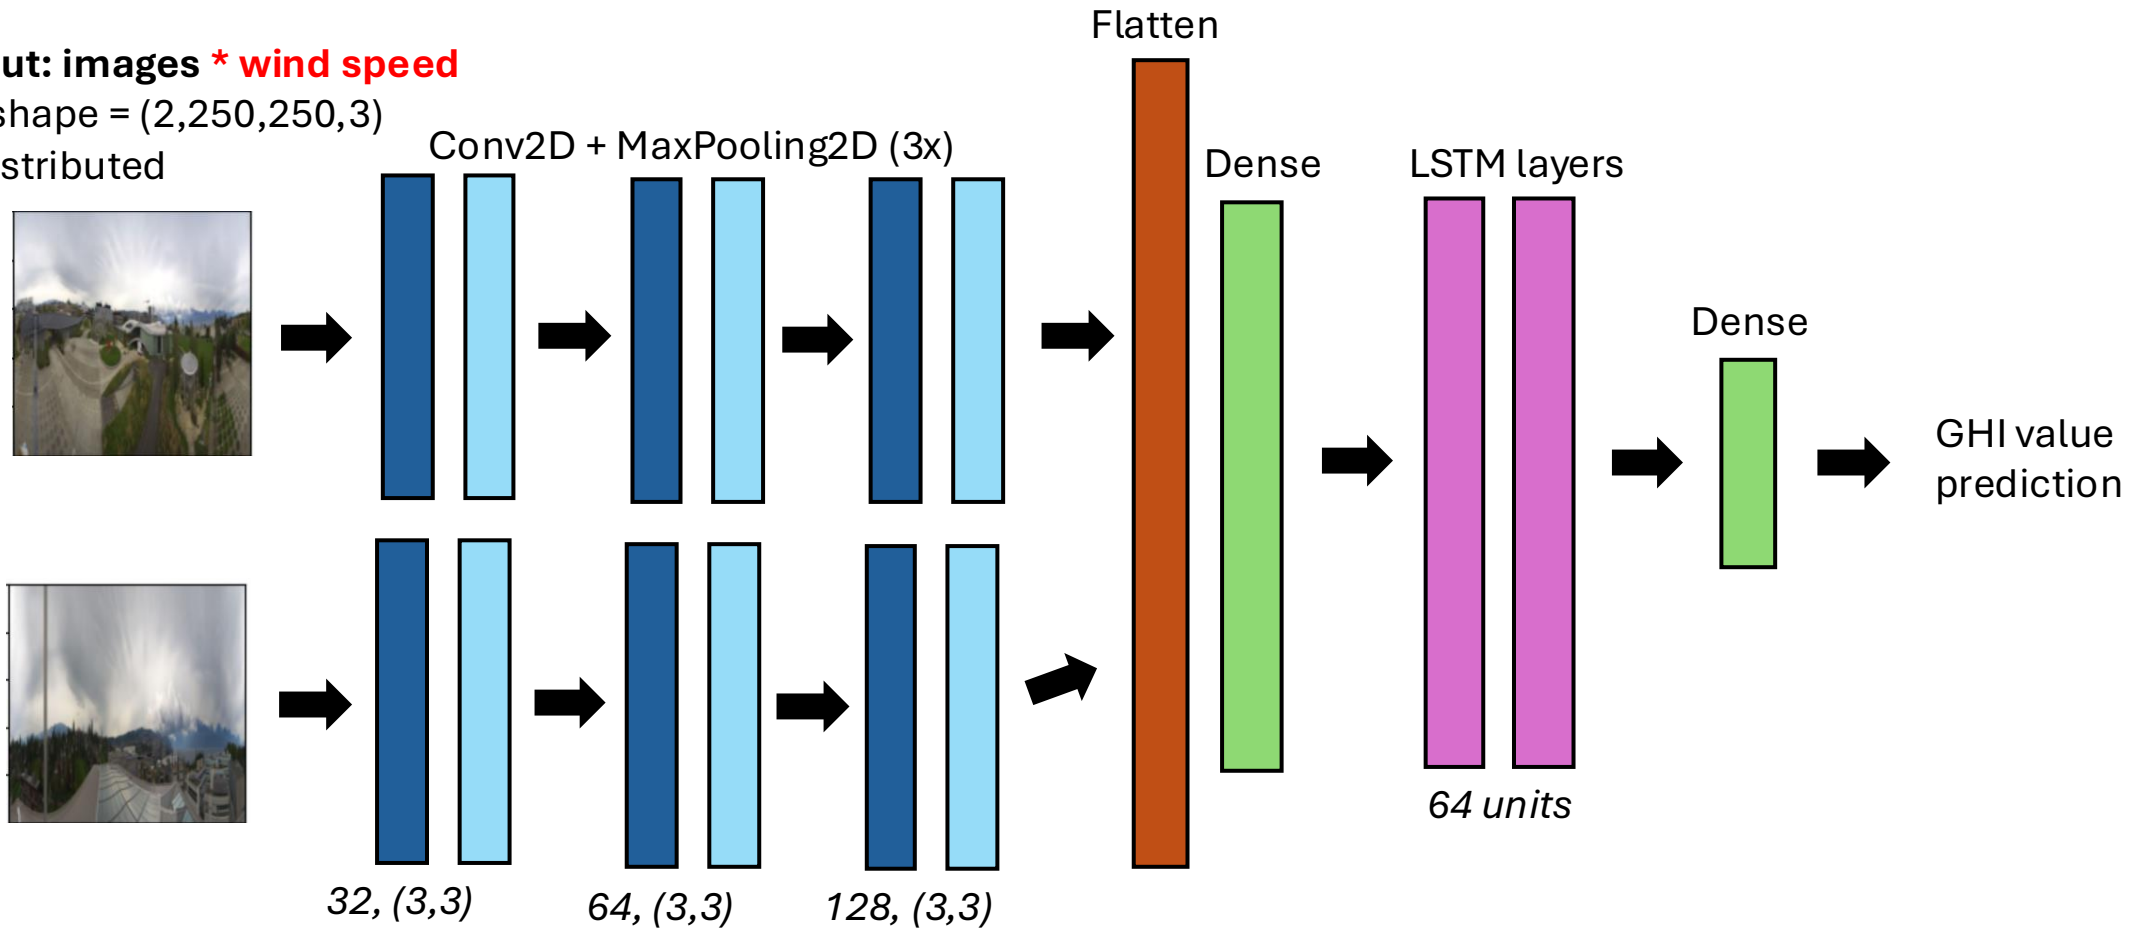 ut: images * wind speed
shape = (2,250,250,3)
stributed
Conv2D + MaxPooling2D (3x)
Flatten
Dense
LSTM layers
Dense
GHI value
prediction
64 units
32, (3,3)
64, (3,3)
128, (3,3)